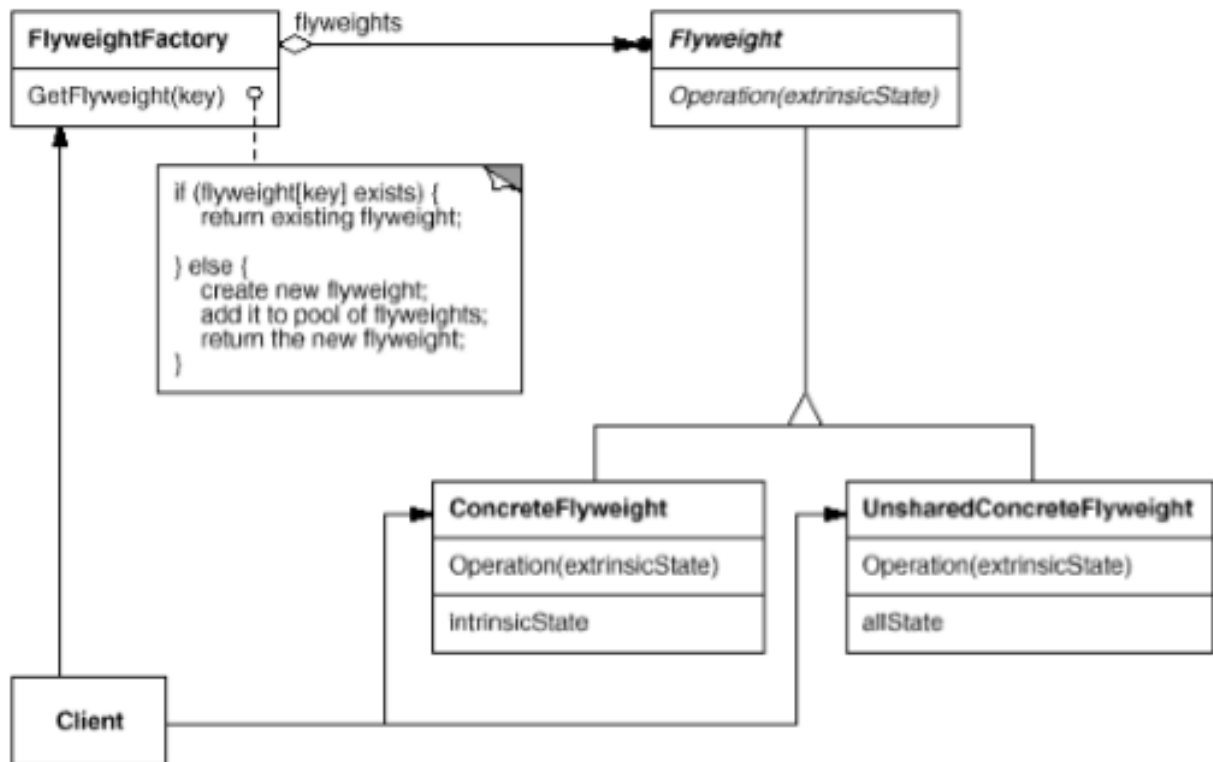 flyweights
FlyweightFactory
GetFlyweight(key)
Flyweight
Operation(extrinsicState)
if (flyweight[key] exists) {
return existing flyweight;
} else {
create new flyweight;
add it to pool of flyweights;
return the new flyweight;
}
ConcreteFlyweight
Operation(extrinsicState)
intrinsicState
UnsharedConcreteFlyweight
Operation(extrinsicState)
allState
Client